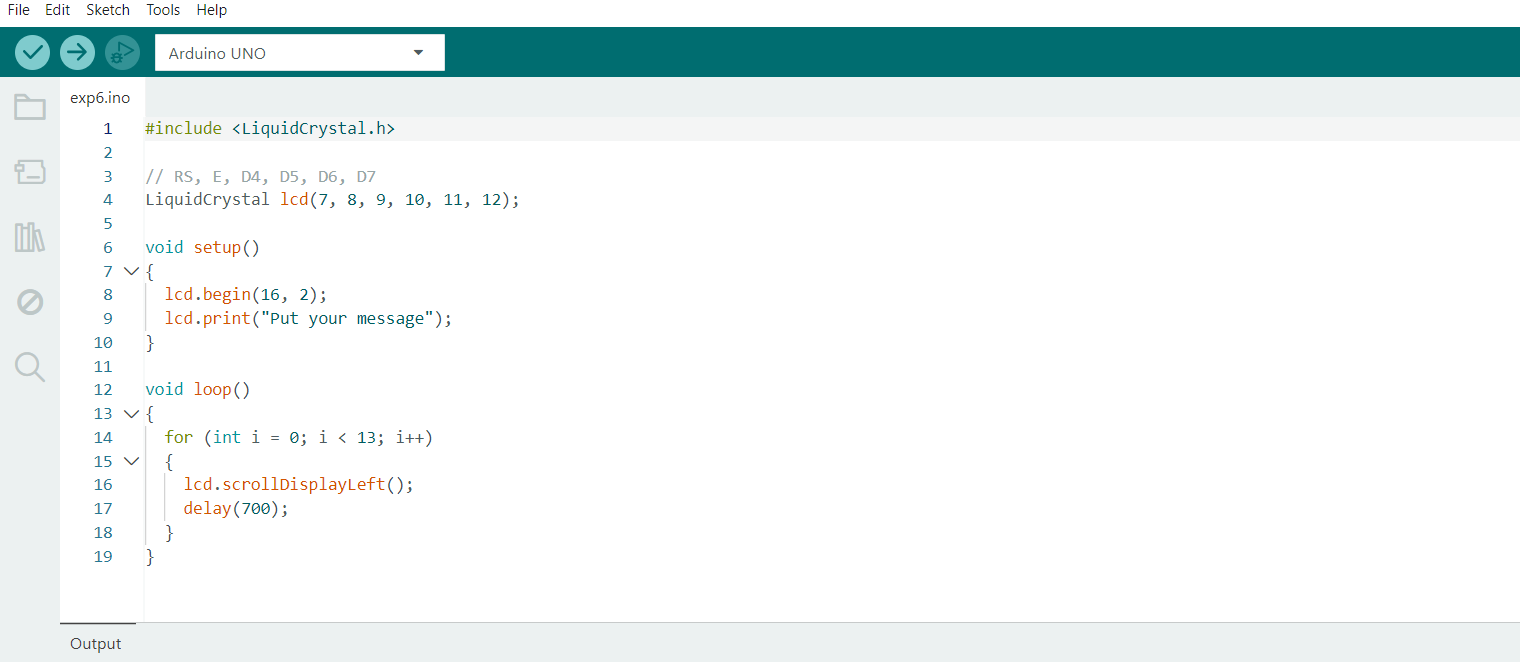 File Edit Sketch Tools Help
Arduino UNO
exp6.ino
1 #include <LiquidCrystal.h>
2
3 // RS, E, D4, D5, D6, D7
4 LiquidCrystal lcd(7, 8, 9, 10, 11, 12);
5
6 void setup()
7 {
8 lcd.begin(16, 2);
9 lcd.print("Put your message");
10 }
11
12 void loop()
13 {
14 for (int i = 0; i < 13; i++)
15 {
16 lcd.scrollDisplayLeft();
17 delay(700);
18 }
19 }
Output